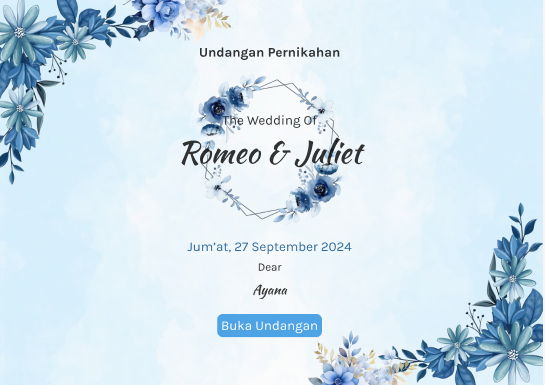 Undangan Pernikahan
The Wedding Of
Romeo & Juliet
Jum'at, 27 September 2024
Dear
Ayana
Buka Undangan